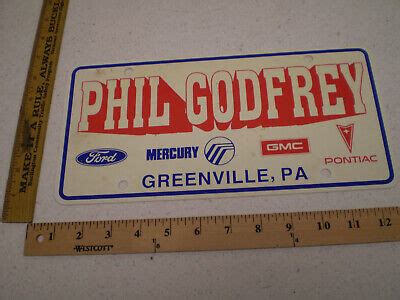 PHIL GODFREY
Ford
MERCURY
GMC
PONTIAC
GREENVILLE, PA
MAKE IT A RULE, ALWAYS BUCKLE
1 2 3 4 5 6 7 8 9 10 11 12
WESTCOTT